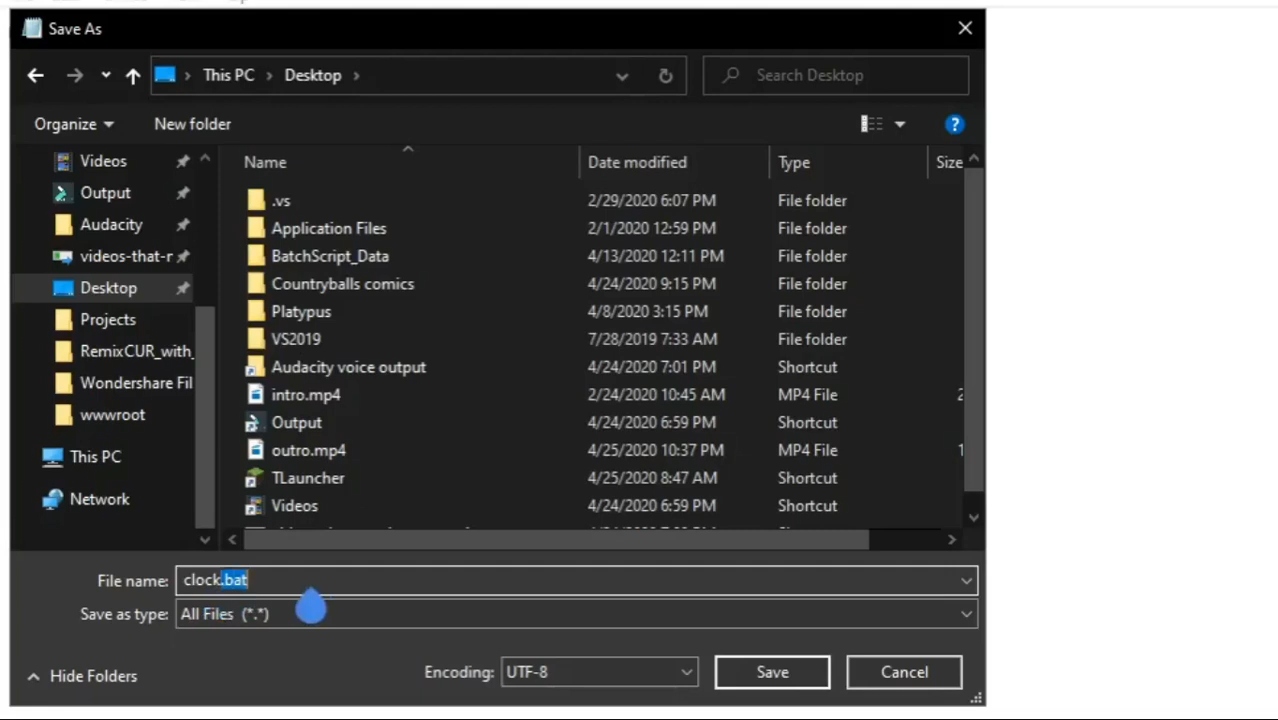 Save As
This PC > Desktop >
Search Desktop
Organize
New folder
?
Name
Date modified
Type
Size
Videos
Output
Audacity
videos-that-r
Desktop
Projects
RemixCUR_with_
Wondershare Fil
wwwroot
This PC
Network
.vs 2/29/2020 6:07 PM File folder
Application Files 2/1/2020 12:59 PM File folder
BatchScript_Data 4/13/2020 12:11 PM File folder
Countryballs comics 4/24/2020 9:15 PM File folder
Platypus 4/8/2020 3:15 PM File folder
VS2019 7/28/2019 7:33 AM File folder
Audacity voice output 4/24/2020 7:01 PM Shortcut
intro.mp4 2/24/2020 10:45 AM MP4 File 2
Output 4/24/2020 6:59 PM Shortcut
outro.mp4 4/25/2020 10:37 PM MP4 File 1
TLauncher 4/25/2020 8:47 AM Shortcut
Videos 4/24/2020 6:59 PM Shortcut
File name: clock.bat
Save as type: All Files (*.*)
Hide Folders
Encoding: UTF-8
Save
Cancel